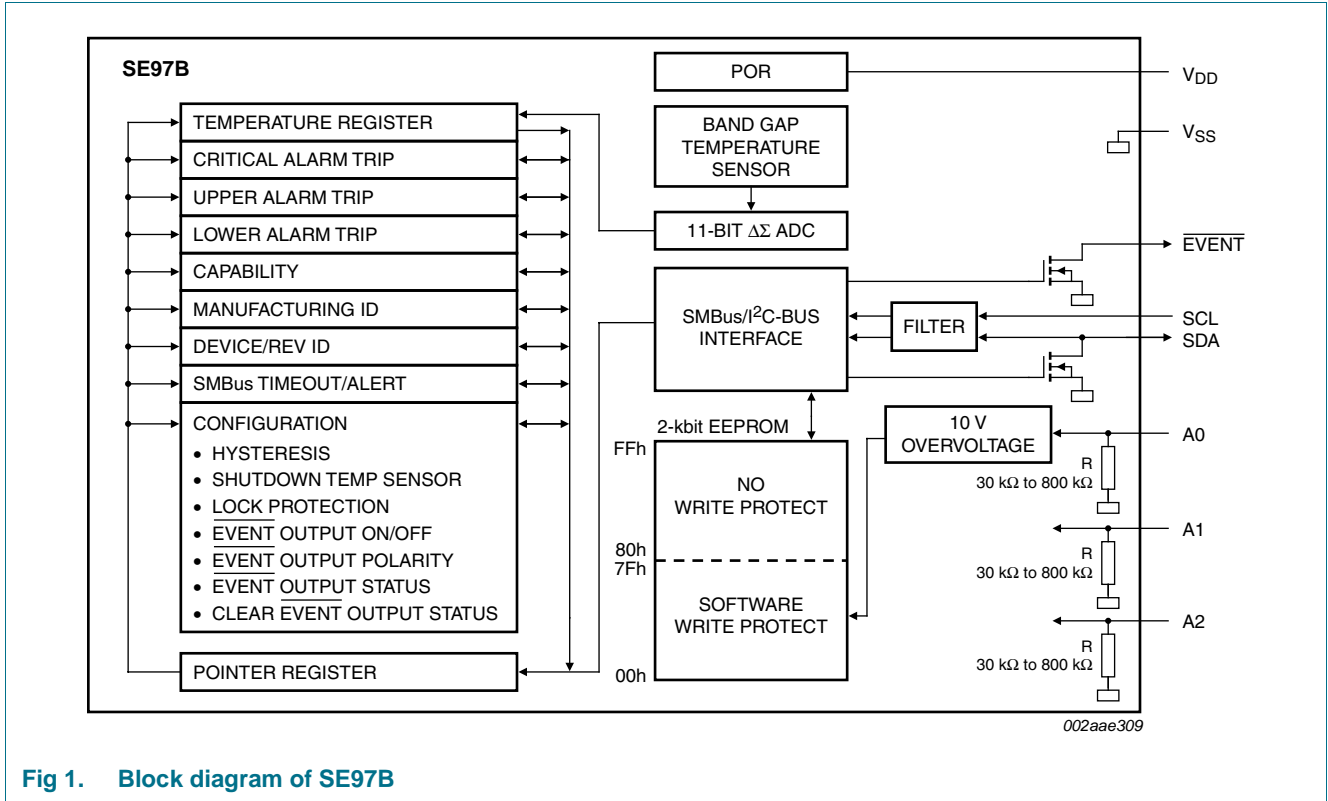 SE97B
TEMPERATURE REGISTER
CRITICAL ALARM TRIP
UPPER ALARM TRIP
LOWER ALARM TRIP
CAPABILITY
MANUFACTURING ID
DEVICE/REV ID
SMBus TIMEOUT/ALERT
CONFIGURATION
• HYSTERESIS
• SHUTDOWN TEMP SENSOR
• LOCK PROTECTION
• E̅V̅E̅N̅T̅ OUTPUT ON/OFF
• E̅V̅E̅N̅T̅ OUTPUT POLARITY
• E̅V̅E̅N̅T̅ OUTPUT STATUS
• CLEAR E̅V̅E̅N̅T̅ OUTPUT STATUS
POINTER REGISTER
POR
BAND GAP
TEMPERATURE
SENSOR
11-BIT ΔΣ ADC
SMBus/I²C-BUS
INTERFACE
FILTER
2-kbit EEPROM
FFh
NO
WRITE PROTECT
80h
7Fh
SOFTWARE
WRITE PROTECT
00h
10 V
OVERVOLTAGE
R
30 kΩ to 800 kΩ
R
30 kΩ to 800 kΩ
R
30 kΩ to 800 kΩ
VDD
VSS
E̅V̅E̅N̅T̅
SCL
SDA
A0
A1
A2
002aae309
Fig 1. Block diagram of SE97B